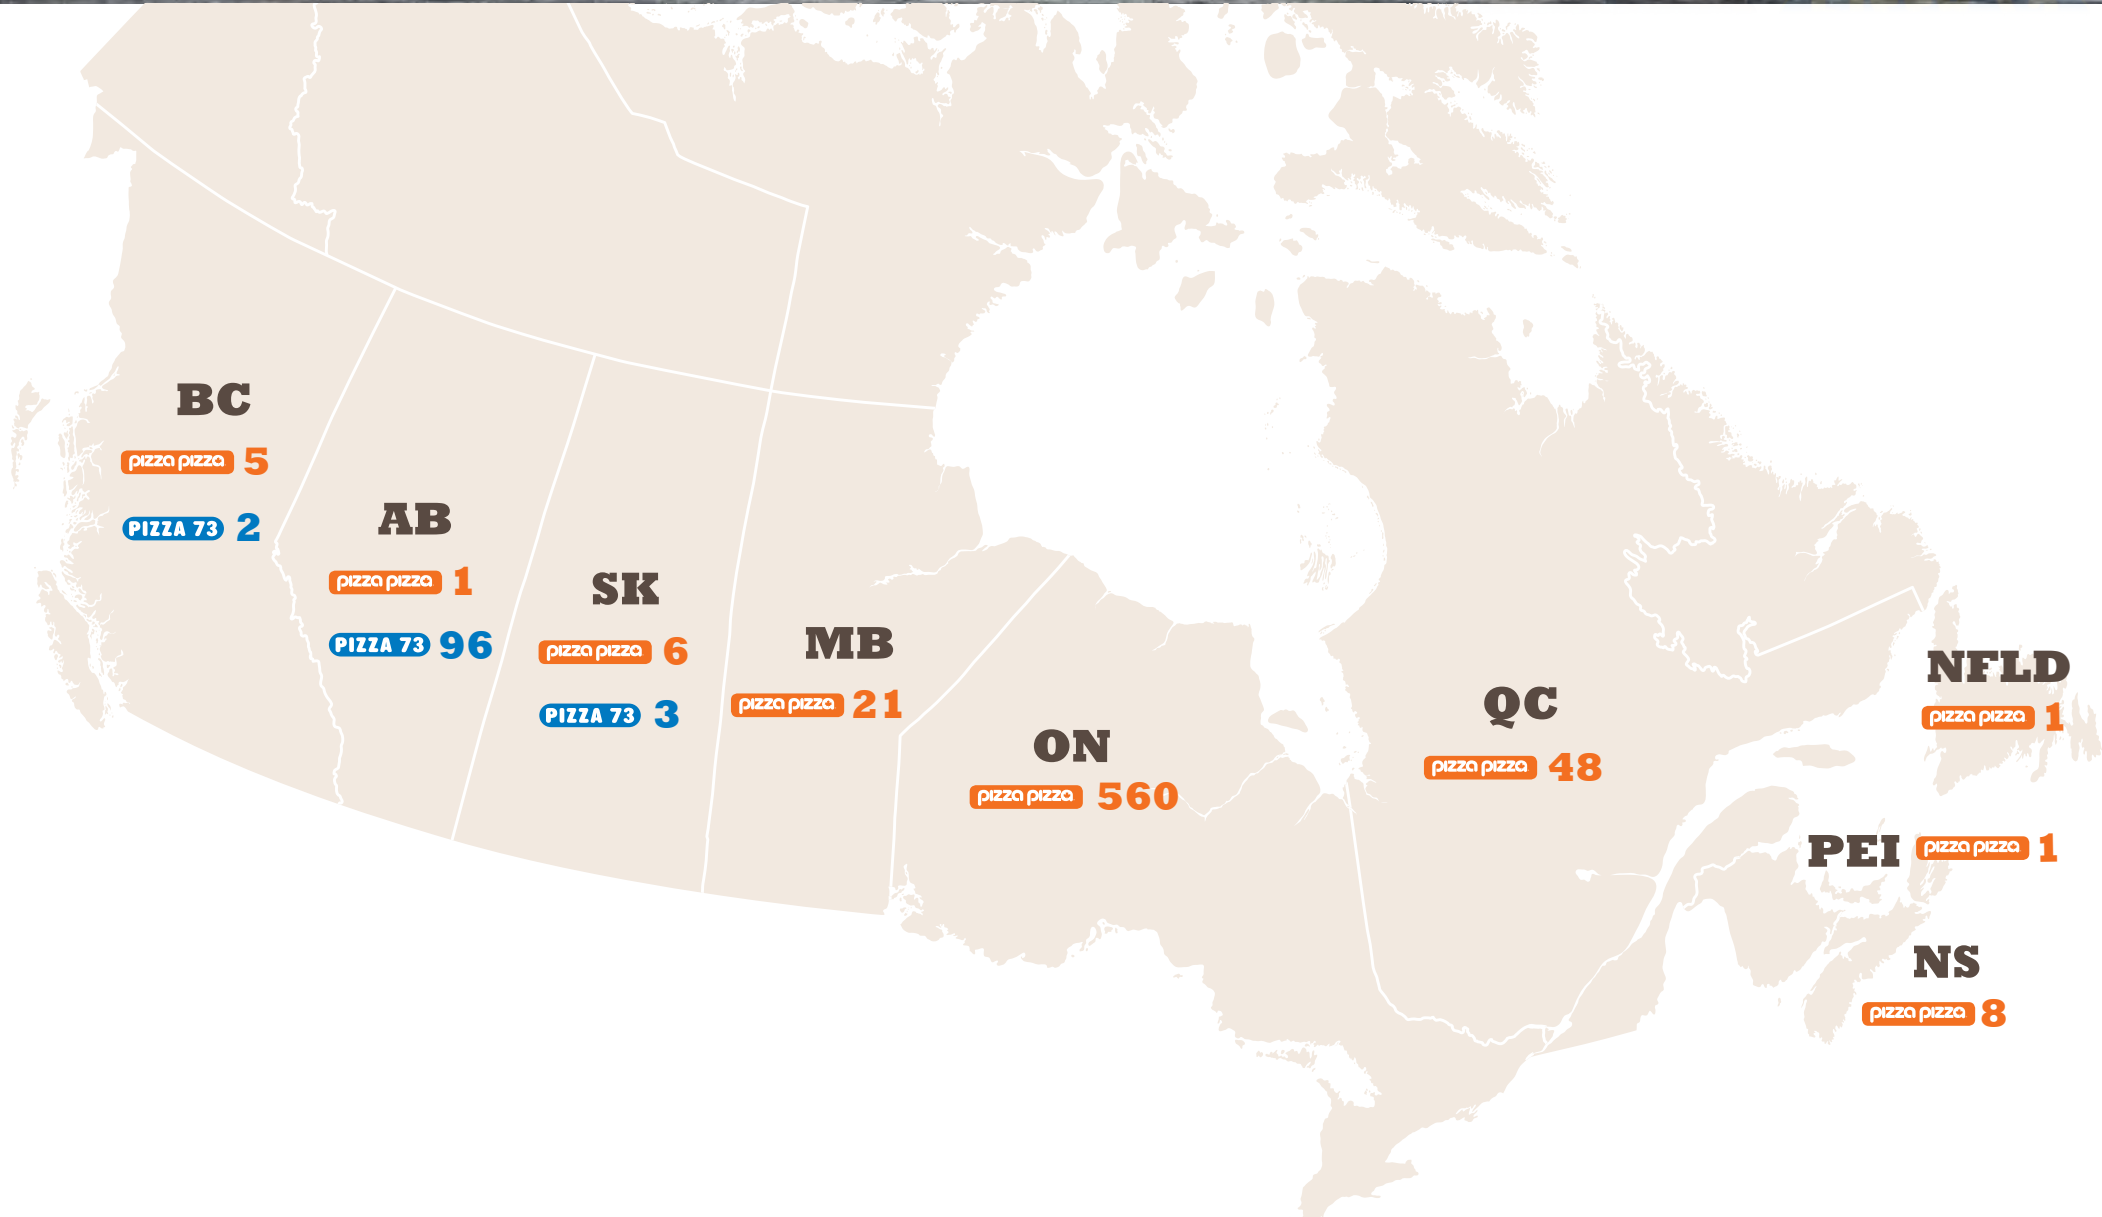 BC
pizza pizza 5
PIZZA 73 2
AB
pizza pizza 1
PIZZA 73 96
SK
pizza pizza 6
PIZZA 73 3
MB
pizza pizza 21
ON
pizza pizza 560
QC
pizza pizza 48
NFLD
pizza pizza 1
PEI pizza pizza 1
NS
pizza pizza 8